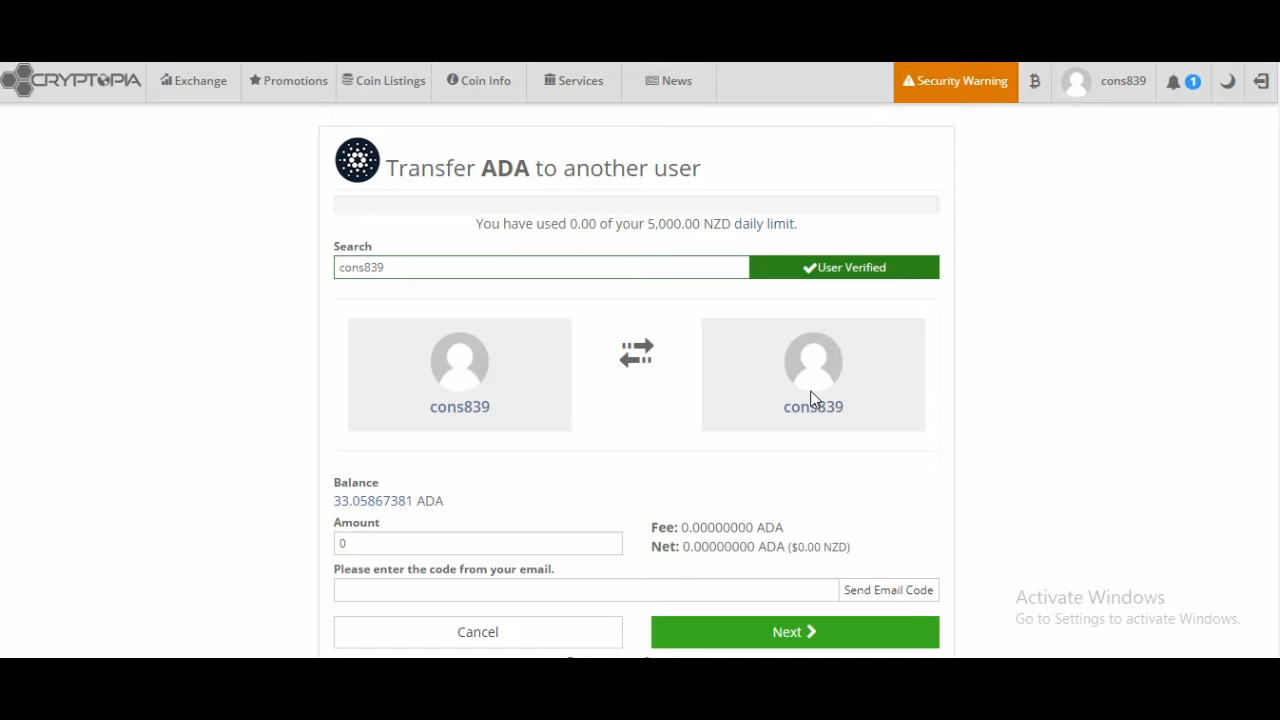 CRYPTOPIA Exchange Promotions Coin Listings Coin Info Services News Security Warning cons839 1
Transfer ADA to another user
You have used 0.00 of your 5,000.00 NZD daily limit.
Search
cons839 User Verified
cons839 cons839
Balance
33.05867381 ADA
Amount
0
Fee: 0.00000000 ADA
Net: 0.00000000 ADA ($0.00 NZD)
Please enter the code from your email.
Send Email Code
Cancel Next
Activate Windows
Go to Settings to activate Windows.